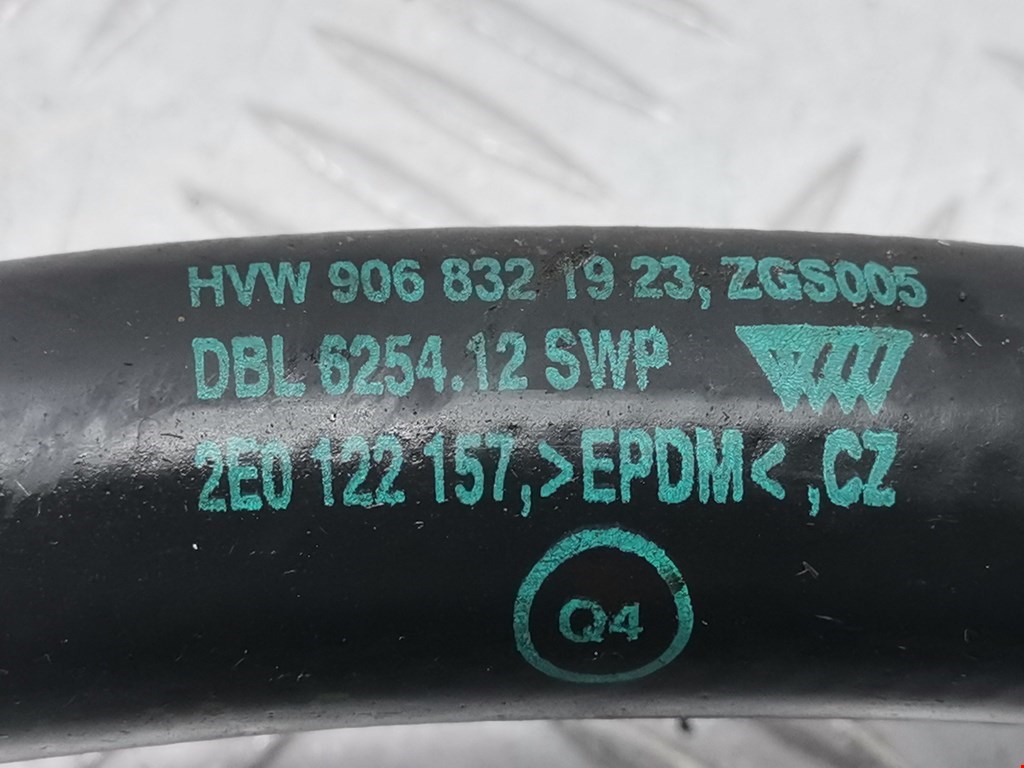 HVW 906 832 19 23, ZGS005
DBL 6254.12 SWP
2E0 122 157,>EPDM< ,CZ
Q4